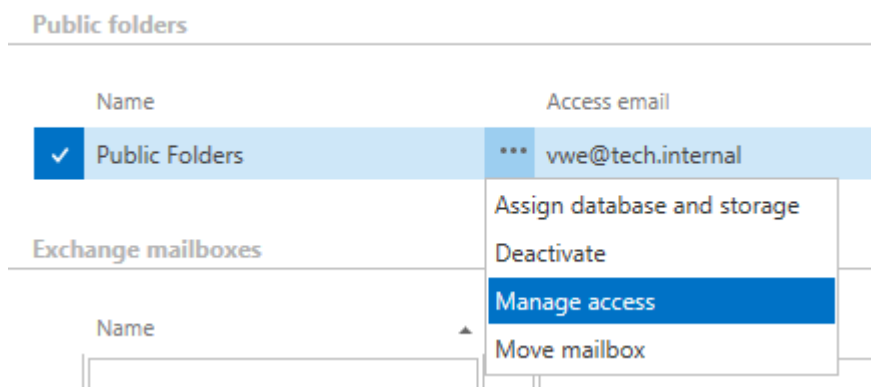 Public folders
Name Access email
Public Folders ••• vwe@tech.internal
Assign database and storage
Exchange mailboxes
Deactivate
Manage access
Name
Move mailbox